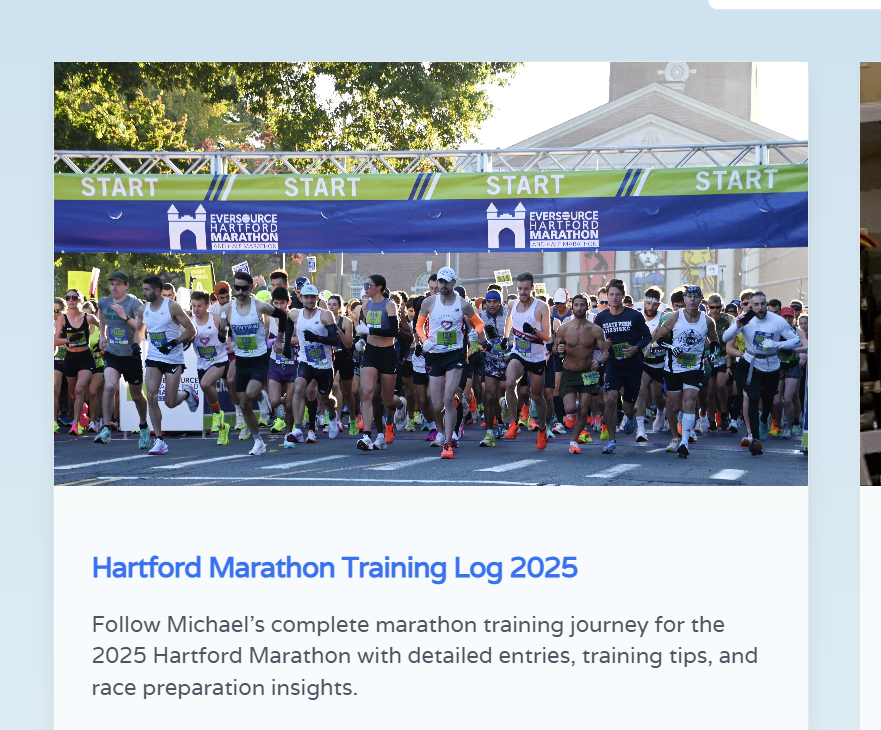 START START START START
EVERSOURCE HARTFORD MARATHON AND HALF MARATHON
EVERSOURCE HARTFORD MARATHON AND HALF MARATHON
Hartford Marathon Training Log 2025
Follow Michael’s complete marathon training journey for the
2025 Hartford Marathon with detailed entries, training tips, and
race preparation insights.